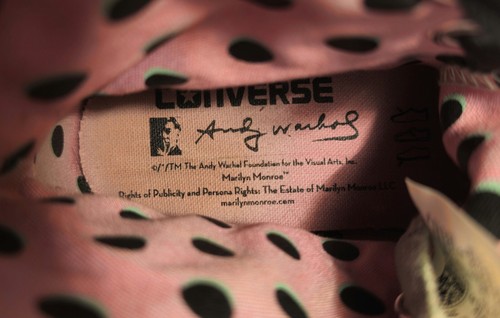 CONVERSE
Andy Warhol
©/®/TM The Andy Warhol Foundation for the Visual Arts, Inc.
Marilyn Monroe™
Rights of Publicity and Persona Rights: The Estate of Marilyn Monroe LLC
marilynmonroe.com